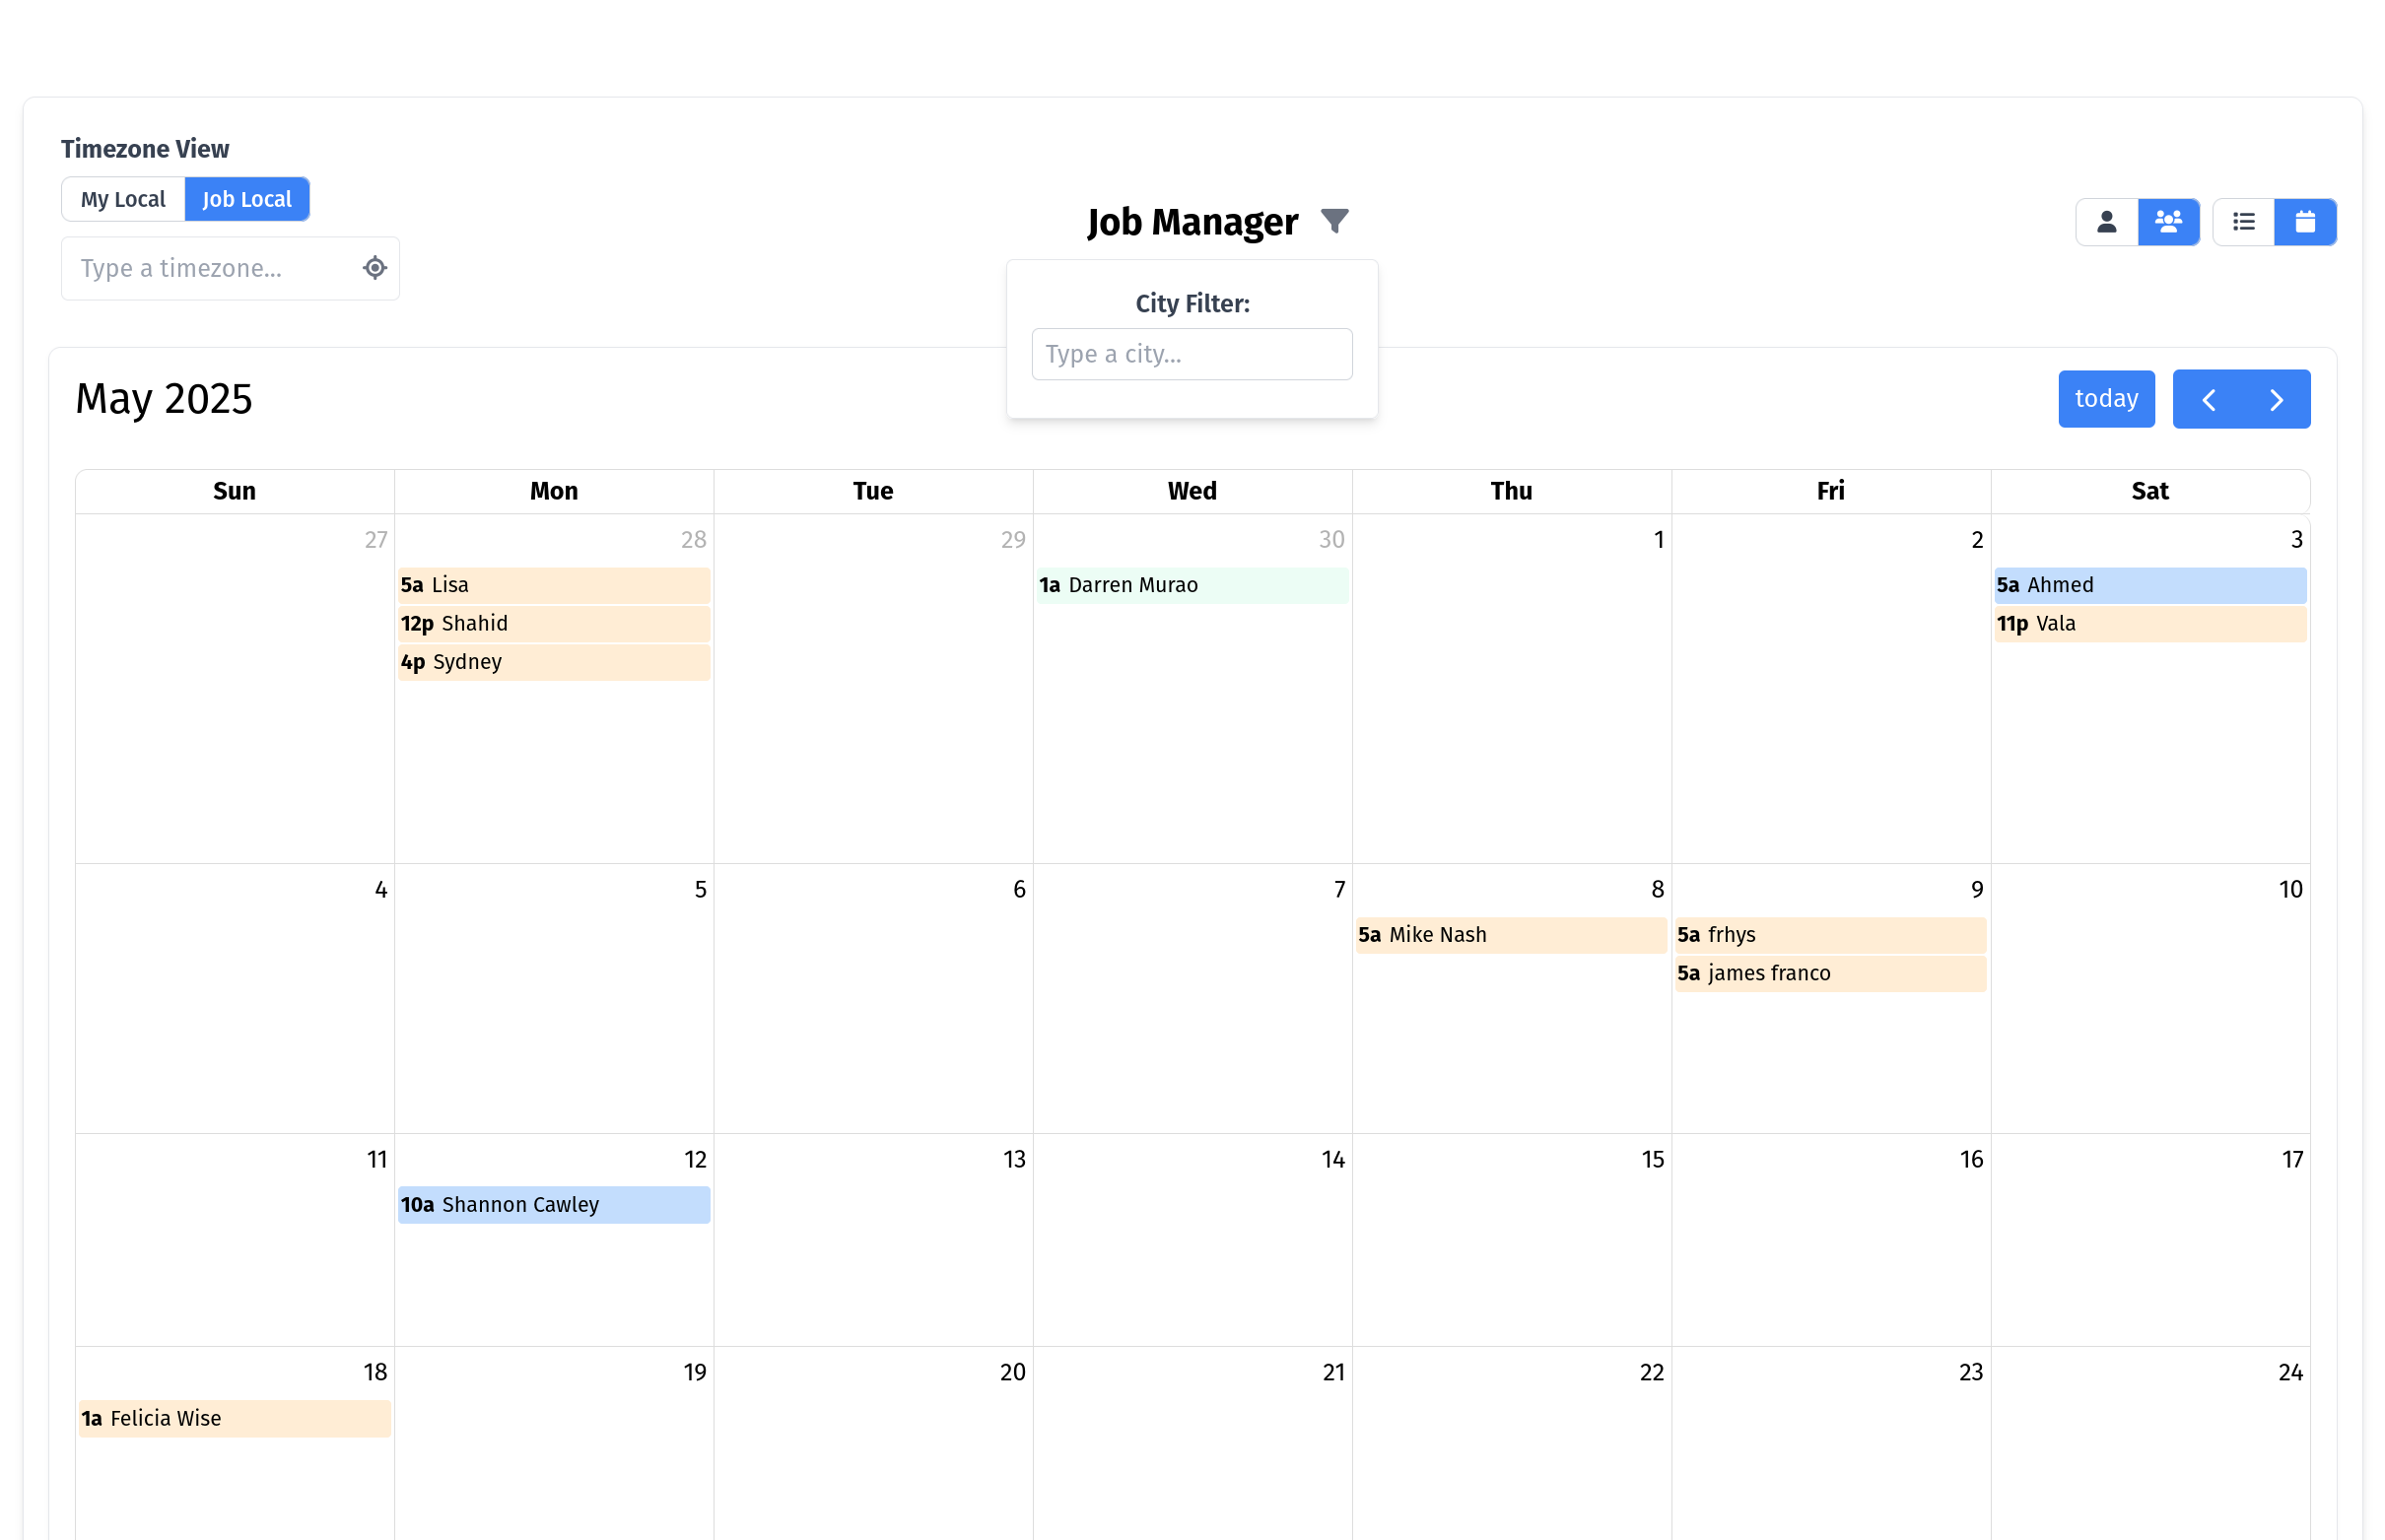 Timezone View
My Local Job Local
Type a timezone...
Job Manager
City Filter:
Type a city...
May 2025
today
Sun Mon Tue Wed Thu Fri Sat
27 28 29 30 1 2 3
5a Lisa
12p Shahid
4p Sydney
1a Darren Murao
5a Ahmed
11p Vala
4 5 6 7 8 9 10
5a Mike Nash
5a frhys
5a james franco
11 12 13 14 15 16 17
10a Shannon Cawley
18 19 20 21 22 23 24
1a Felicia Wise